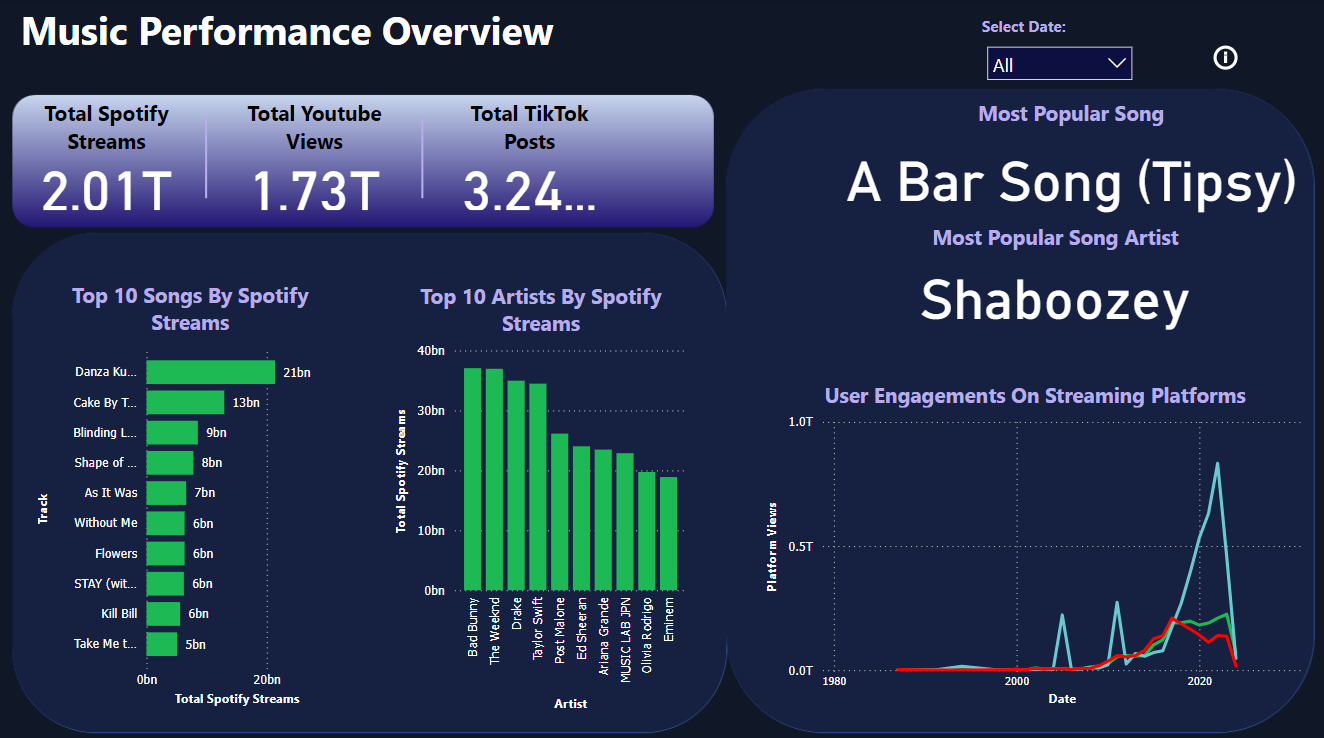 Music Performance Overview
Select Date:
All
Total Spotify
Streams
2.01T
Total Youtube
Views
1.73T
Total TikTok
Posts
3.24...
Most Popular Song
A Bar Song (Tipsy)
Most Popular Song Artist
Shaboozey
Top 10 Songs By Spotify
Streams
Track
Danza Ku... 21bn
Cake By T... 13bn
Blinding L... 9bn
Shape of ... 8bn
As It Was 7bn
Without Me 6bn
Flowers 6bn
STAY (wit... 6bn
Kill Bill 6bn
Take Me t... 5bn
0bn 20bn
Total Spotify Streams
Top 10 Artists By Spotify
Streams
Total Spotify Streams
40bn
30bn
20bn
10bn
0bn
Bad Bunny
The Weeknd
Drake
Taylor Swift
Post Malone
Ed Sheeran
Ariana Grande
MUSIC LAB JPN
Olivia Rodrigo
Eminem
Artist
User Engagements On Streaming Platforms
Platform Views
1.0T
0.5T
0.0T
1980 2000 2020
Date